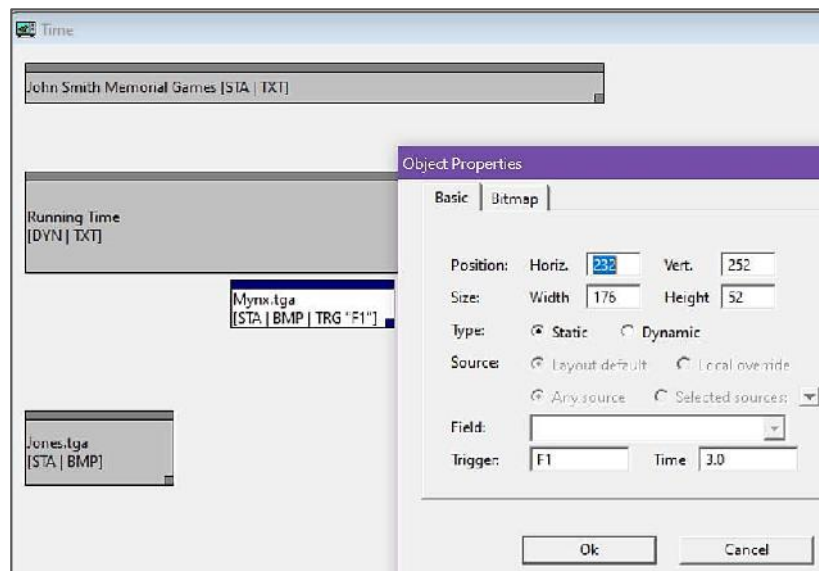 Time
John Smith Memorial Games [STA | TXT]
Running Time
[DYN | TXT]
Mynx.tga
[STA | BMP | TRG "F1"]
Jones.tga
[STA | BMP]
Object Properties
Basic Bitmap
Position: Horiz. 232 Vert. 252
Size: Width 176 Height 52
Type: Static Dynamic
Source: Layout default Local override
Any source Selected sources:
Field:
Trigger: F1 Time 3.0
Ok Cancel